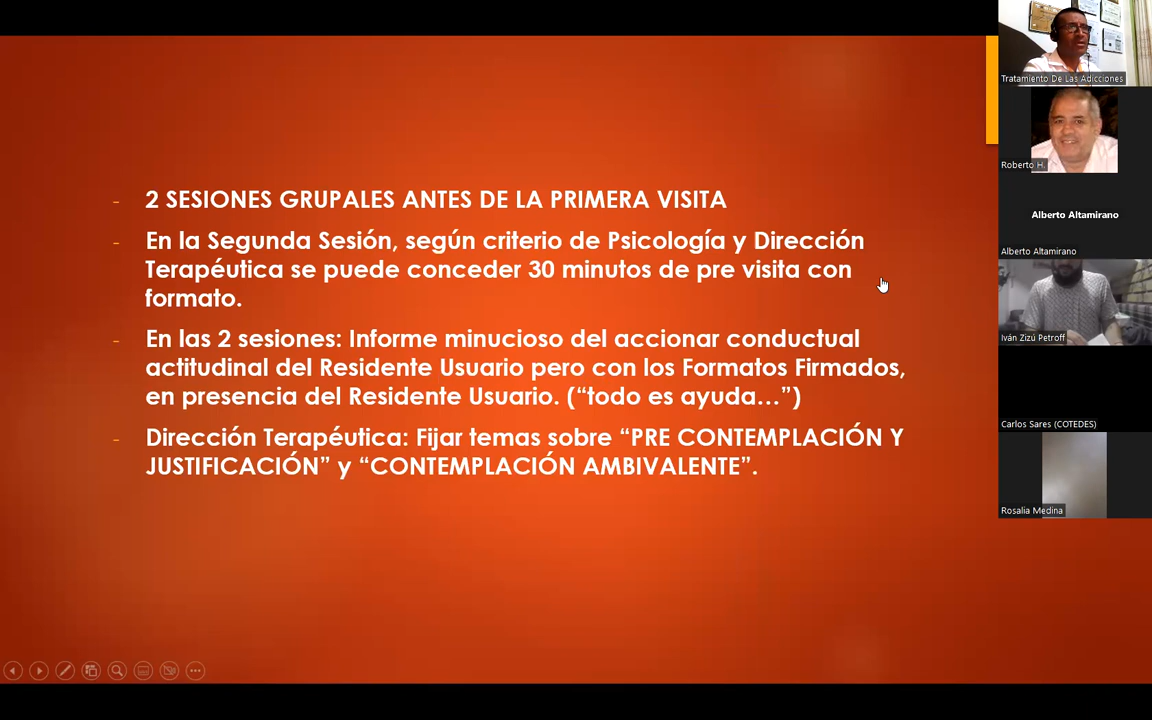 - 2 SESIONES GRUPALES ANTES DE LA PRIMERA VISITA
- En la Segunda Sesión, según criterio de Psicología y Dirección
Terapéutica se puede conceder 30 minutos de pre visita con
formato.
- En las 2 sesiones: Informe minucioso del accionar conductual
actitudinal del Residente Usuario pero con los Formatos Firmados,
en presencia del Residente Usuario. (“todo es ayuda…”)
- Dirección Terapéutica: Fijar temas sobre “PRE CONTEMPLACIÓN Y
JUSTIFICACIÓN” y “CONTEMPLACIÓN AMBIVALENTE”.
Tratamiento De Las Adicciones
Roberto H.
Alberto Altamirano
Alberto Altamirano
Iván Zizú Petroff
Carlos Sares (COTEDES)
Rosalia Medina